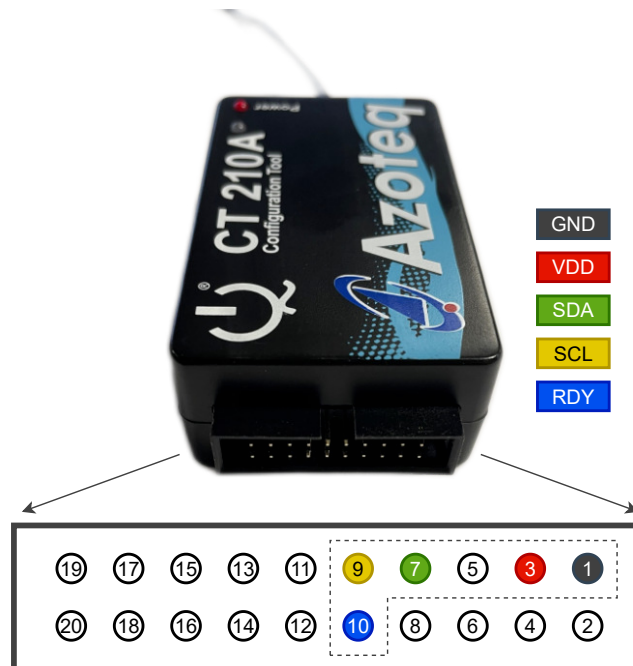 Power
CT 210A
Configuration Tool
Azoteq
®
GND
VDD
SDA
SCL
RDY
19 17 15 13 11 9 7 5 3 1
20 18 16 14 12 10 8 6 4 2